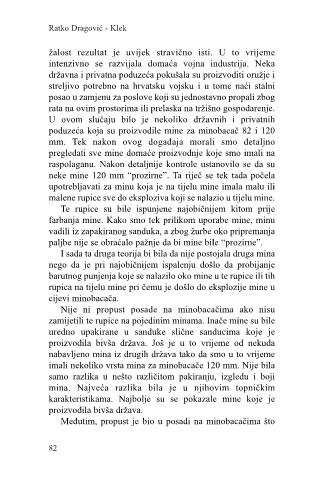 Ratko Dragović - Klek
žalost rezultat je uvijek stravično isti. U to vrijeme
intenzivno se razvijala domaća vojna industrija. Neka
državna i privatna poduzeća pokušala su proizvoditi oružje i
streljivo potrebno na hrvatsku vojsku i u tome naći stalni
posao u zamjenu za poslove koji su jednostavno propali zbog
rata na ovim prostorima ili prelaska na tržišno gospodarenje.
U ovom slučaju bilo je nekoliko državnih i privatnih
poduzeća koja su proizvodile mine za minobacač 82 i 120
mm. Tek nakon ovog događaja morali smo detaljno
pregledati sve mine domaće proizvodnje koje smo imali na
raspolaganu. Nakon detaljnije kontrole ustanovilo se da su
neke mine 120 mm “prozirne”. Ta riječ se tek tada počela
upotrebljavati za minu koja je na tijelu mine imala malu ili
malene rupice sve do eksploziva koji se nalazio u tijelu mine.
Te rupice su bile ispunjene najobičnijem kitom prije
farbanja mine. Kako smo tek prilikom uporabe mine, minu
vadili iz zapakiranog sanduka, a zbog žurbe oko pripremanja
paljbe nije se obraćalo pažnje da bi mine bile “prozirne”.
I sada ta druga teorija bi bila da nije postojala druga mina
nego da je pri najobičnijem ispalenju došlo da probijanje
barutnog punjenja koje se nalazilo oko mine u te rupice ili tih
rupica na tijelu mine pri čemu je došlo do eksplozije mine u
cijevi minobacača.
Nije ni propust posade na minobacačima ako nisu
zamijetili te rupice na pojedinim minama. Inače mine su bile
uredno upakirane u sanduke slične sanducima koje je
proizvodila bivša država. Još je u to vrijeme od nekuda
nabavljeno mina iz drugih država tako da smo u to vrijeme
imali nekoliko vrsta mina za minobacače 120 mm. Nije bila
samo razlika u nešto različitom pakiranju, izgledu i boji
mina. Najveća razlika bila je u njihovim topničkim
karakteristikama. Najbolje su se pokazale mine koje je
proizvodila bivša država.
Međutim, propust je bio u posadi na minobacačima što
82